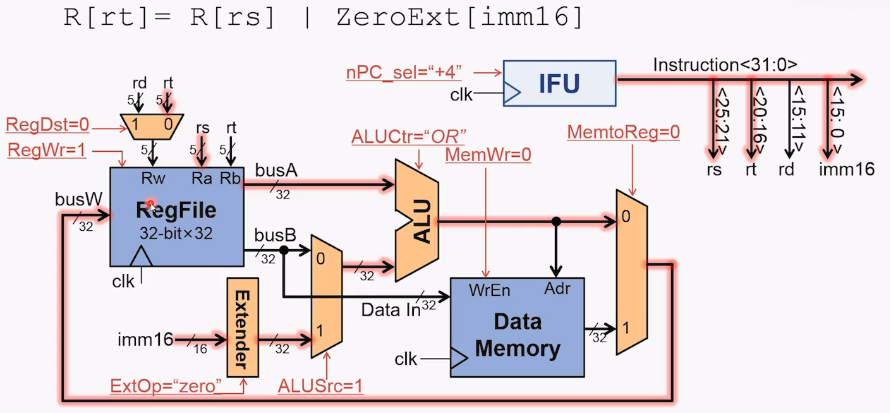 R[rt]= R[rs] | ZeroExt[imm16]
nPC_sel="+4"
clk
IFU
Instruction<31:0>
<25:21>
<20:16>
<15:11>
<15: 0>
rs
rt
rd
imm16
rd
rt
5
5
RegDst=0
1
0
rs
rt
RegWr=1
5
5
5
Rw
Ra
Rb
busW
32
RegFile
32-bit×32
clk
busA
32
busB
32
ALUCtr="OR"
MemWr=0
MemtoReg=0
ALU
0
1
32
Data In
32
WrEn
Adr
Data
Memory
clk
32
0
1
imm16
16
Extender
32
ExtOp="zero"
ALUSrc=1